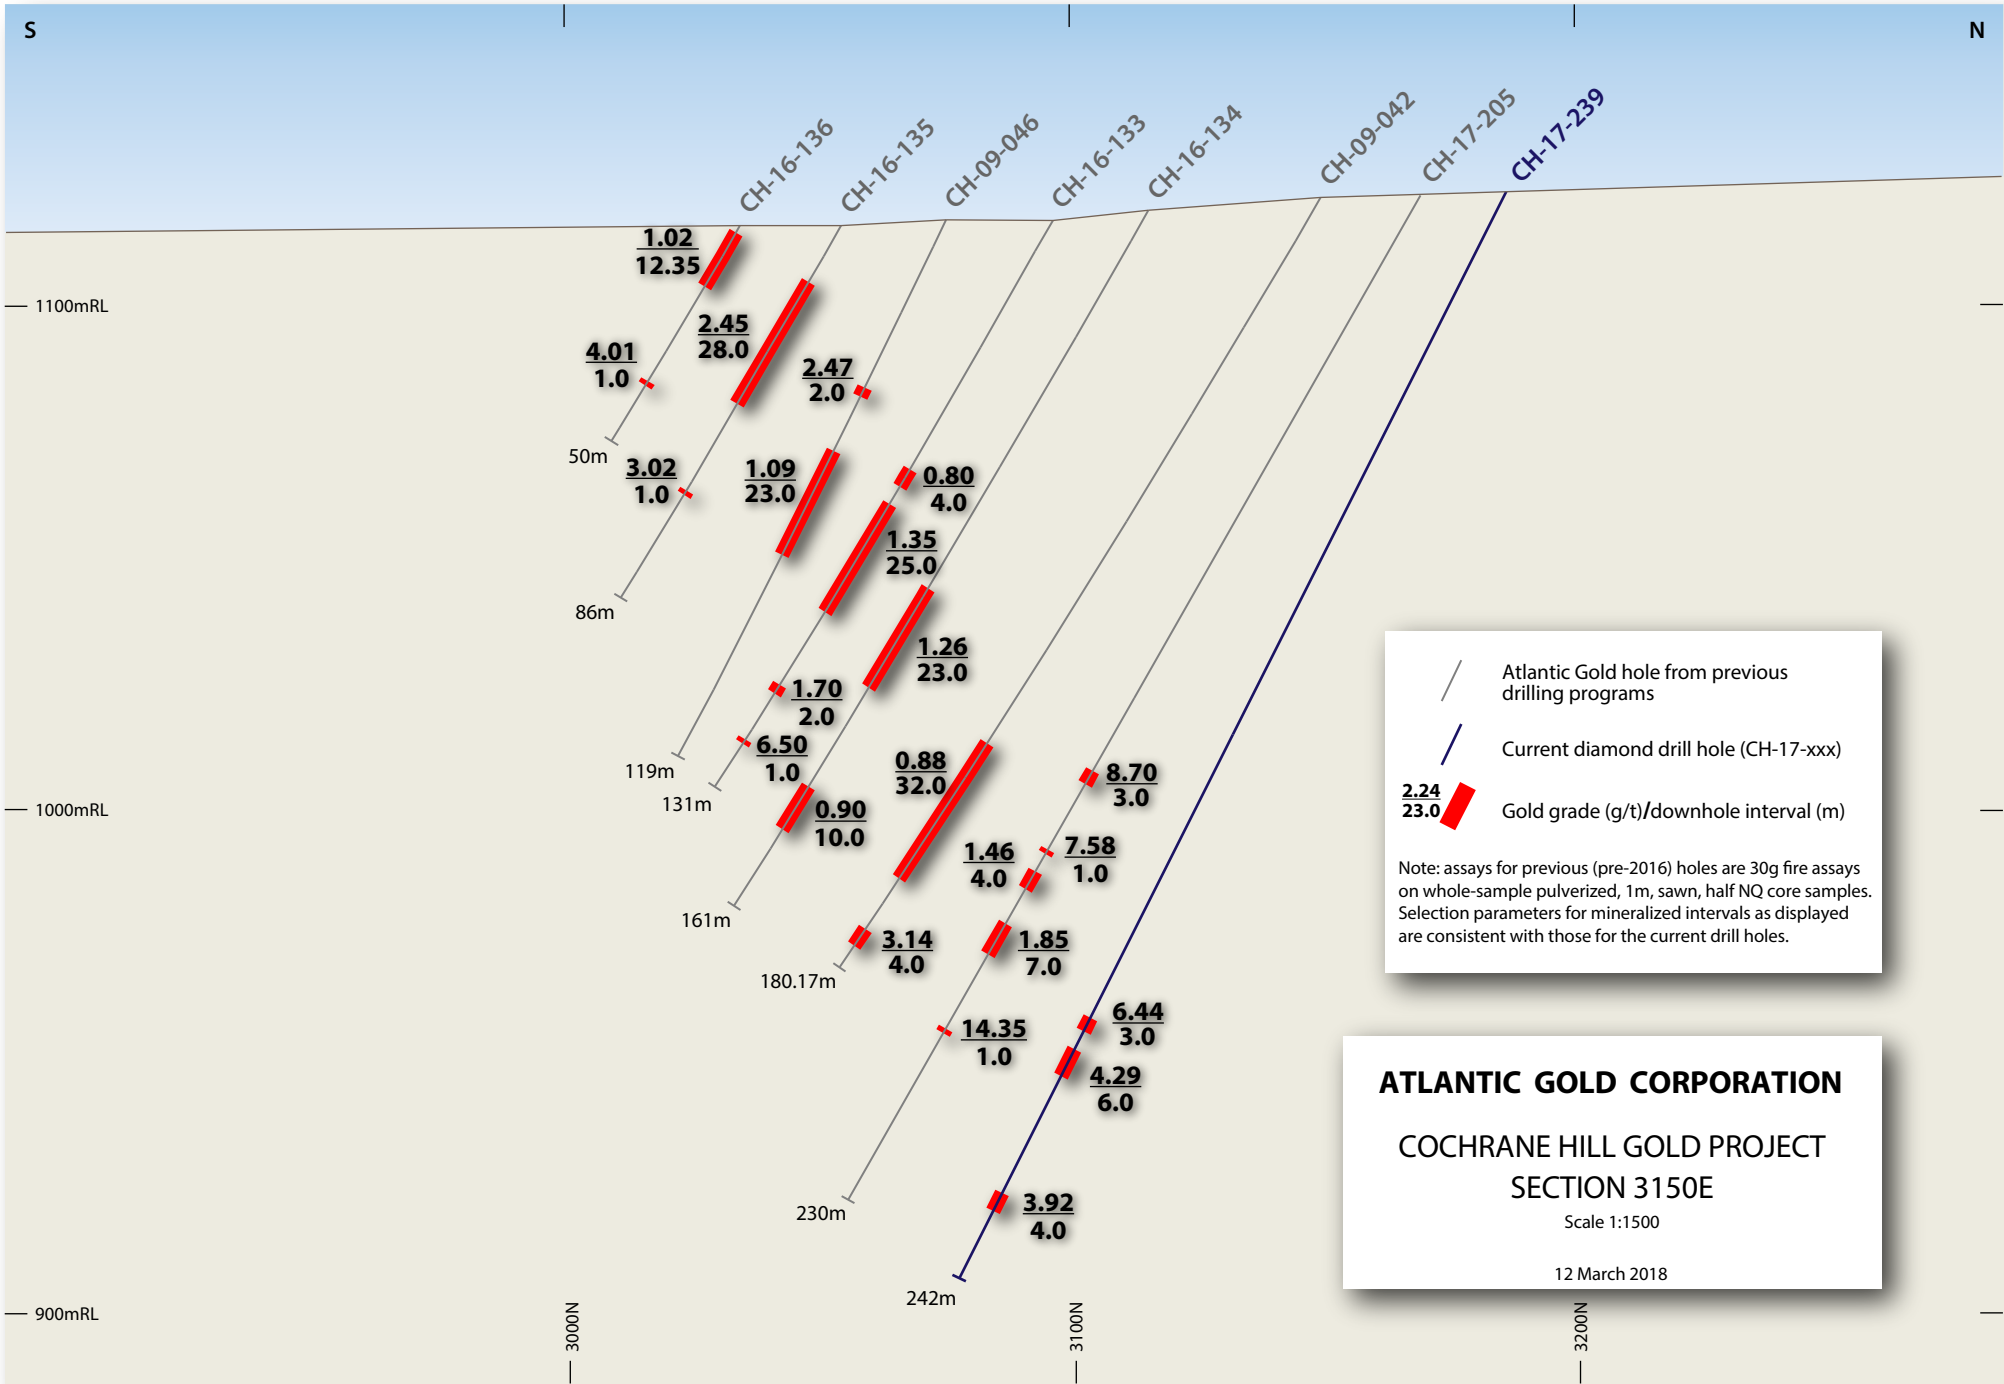 S
N
CH-16-136
CH-16-135
CH-09-046
CH-16-133
CH-16-134
CH-09-042
CH-17-205
CH-17-239
1100mRL
1000mRL
900mRL
1.02
12.35
4.01
1.0
50m
2.45
28.0
3.02
1.0
86m
2.47
2.0
1.09
23.0
119m
0.80
4.0
1.35
25.0
1.70
2.0
6.50
1.0
131m
1.26
23.0
0.90
10.0
161m
0.88
32.0
3.14
4.0
180.17m
8.70
3.0
7.58
1.0
1.46
4.0
1.85
7.0
14.35
1.0
230m
6.44
3.0
4.29
6.0
3.92
4.0
242m
3000N
3100N
3200N
Atlantic Gold hole from previous
drilling programs
Current diamond drill hole (CH-17-xxx)
2.24
23.0
Gold grade (g/t)/downhole interval (m)
Note: assays for previous (pre-2016) holes are 30g fire assays
on whole-sample pulverized, 1m, sawn, half NQ core samples.
Selection parameters for mineralized intervals as displayed
are consistent with those for the current drill holes.
ATLANTIC GOLD CORPORATION
COCHRANE HILL GOLD PROJECT
SECTION 3150E
Scale 1:1500
12 March 2018